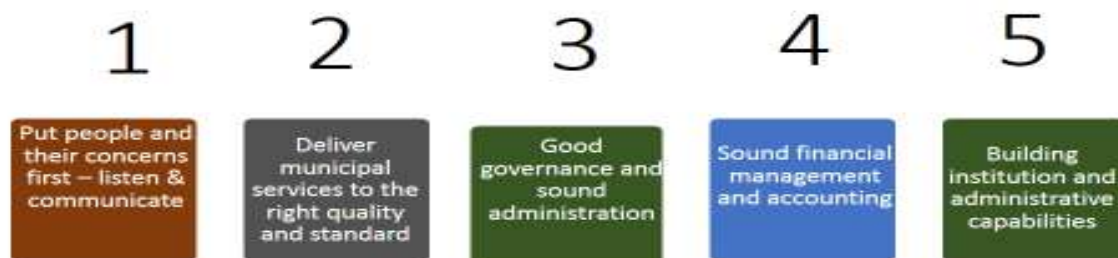 1
2
3
4
5
Put people and
their concerns
first – listen &
communicate
Deliver
municipal
services to the
right quality
and standard
Good
governance and
sound
administration
Sound financial
management
and accounting
Building
institution and
administrative
capabilities